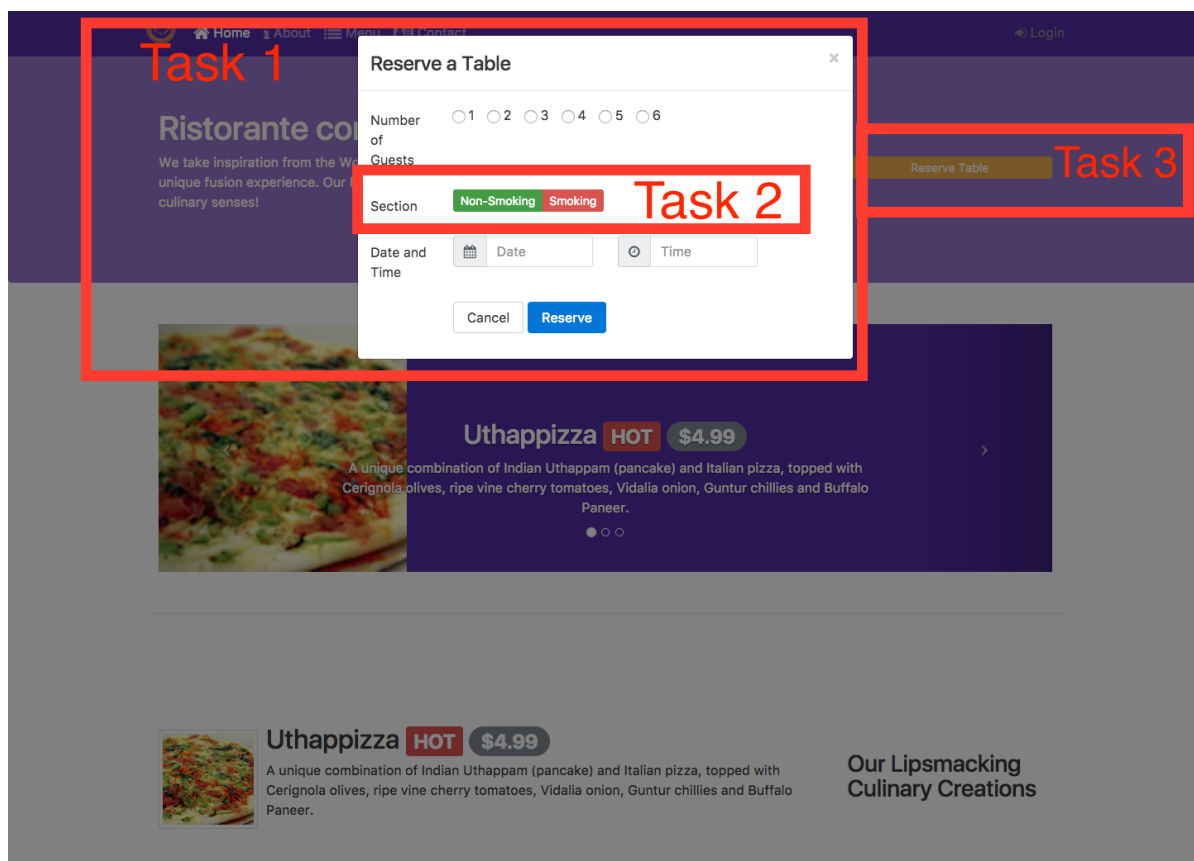 Home About Menu Contact Login
Task 1
Reserve a Table ×
Number of Guests 1 2 3 4 5 6
Ristorante co
We take inspiration from the Wo
unique fusion experience. Our
culinary senses!
Reserve Table
Task 3
Section Non-Smoking Smoking
Task 2
Date and Time Date Time
Cancel Reserve
Uthappizza HOT $4.99
A unique combination of Indian Uthappam (pancake) and Italian pizza, topped with
Cerignola olives, ripe vine cherry tomatoes, Vidalia onion, Guntur chillies and Buffalo
Paneer.
Uthappizza HOT $4.99
A unique combination of Indian Uthappam (pancake) and Italian pizza, topped with
Cerignola olives, ripe vine cherry tomatoes, Vidalia onion, Guntur chillies and Buffalo
Paneer.
Our Lipsmacking
Culinary Creations